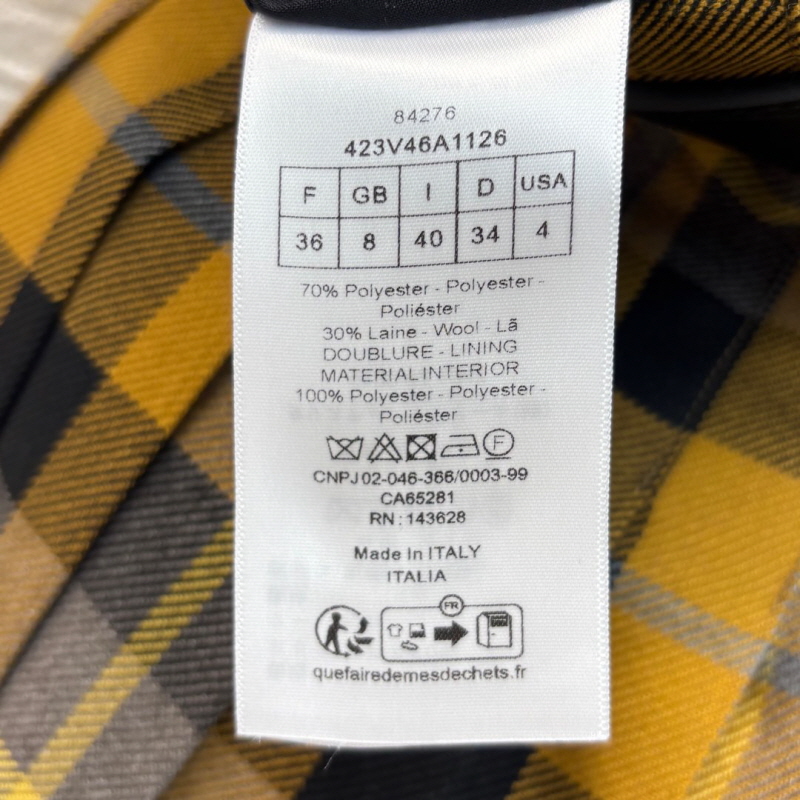 84276
423V46A1126
F GB I D USA
36 8 40 34 4
70% Polyester - Polyester -
Poliéster
30% Laine - Wool - Lã
DOUBLURE - LINING
MATERIAL INTERIOR
100% Polyester - Polyester -
Poliéster
F
CNPJ 02-046-366/0003-99
CA65281
RN : 143628
Made In ITALY
ITALIA
FR
quefairedemesdechets.fr